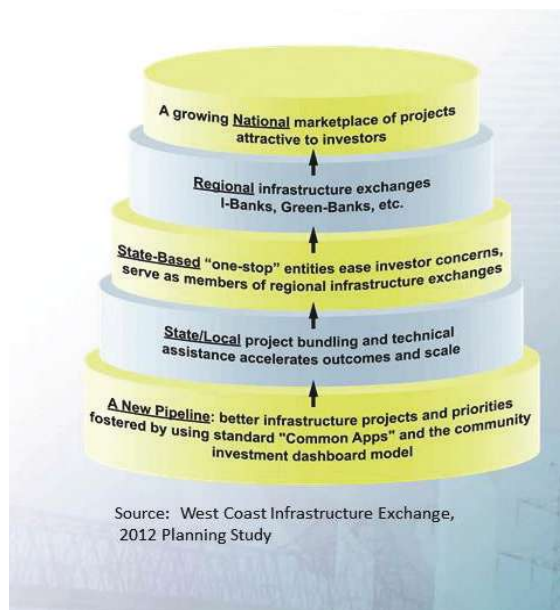 A growing National marketplace of projects
attractive to investors
Regional infrastructure exchanges
I-Banks, Green-Banks, etc.
State-Based "one-stop" entities ease investor concerns,
serve as members of regional infrastructure exchanges
State/Local project bundling and technical
assistance accelerates outcomes and scale
A New Pipeline: better infrastructure projects and priorities
fostered by using standard "Common Apps" and the community
investment dashboard model
Source: West Coast Infrastructure Exchange,
2012 Planning Study